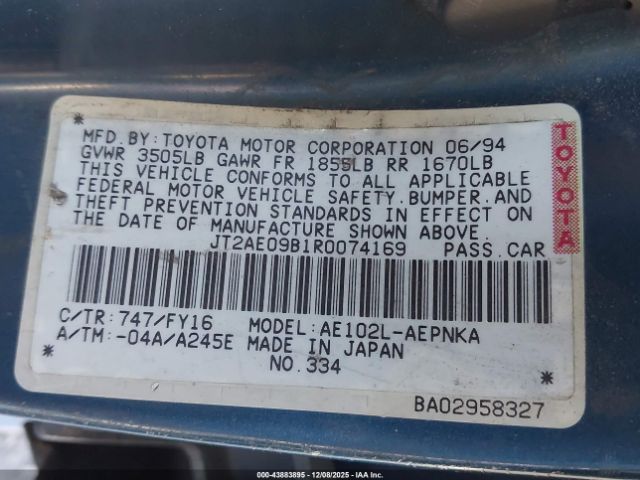 MFD. BY: TOYOTA MOTOR CORPORATION 06/94
GVWR 3505LB GAWR FR 1855LB RR 1670LB
THIS VEHICLE CONFORMS TO ALL APPLICABLE
FEDERAL MOTOR VEHICLE SAFETY, BUMPER, AND
THEFT PREVENTION STANDARDS IN EFFECT ON
THE DATE OF MANUFACTURE SHOWN ABOVE.
JT2AE09B1R0074169 PASS. CAR
TOYOTA
C/TR: 747/FY16 MODEL: AE102L-AEPNKA
A/TM: -04A/A245E MADE IN JAPAN
NO. 334
BA02958327
000 - 43883895 - 12/08/2025 - IAA Inc.